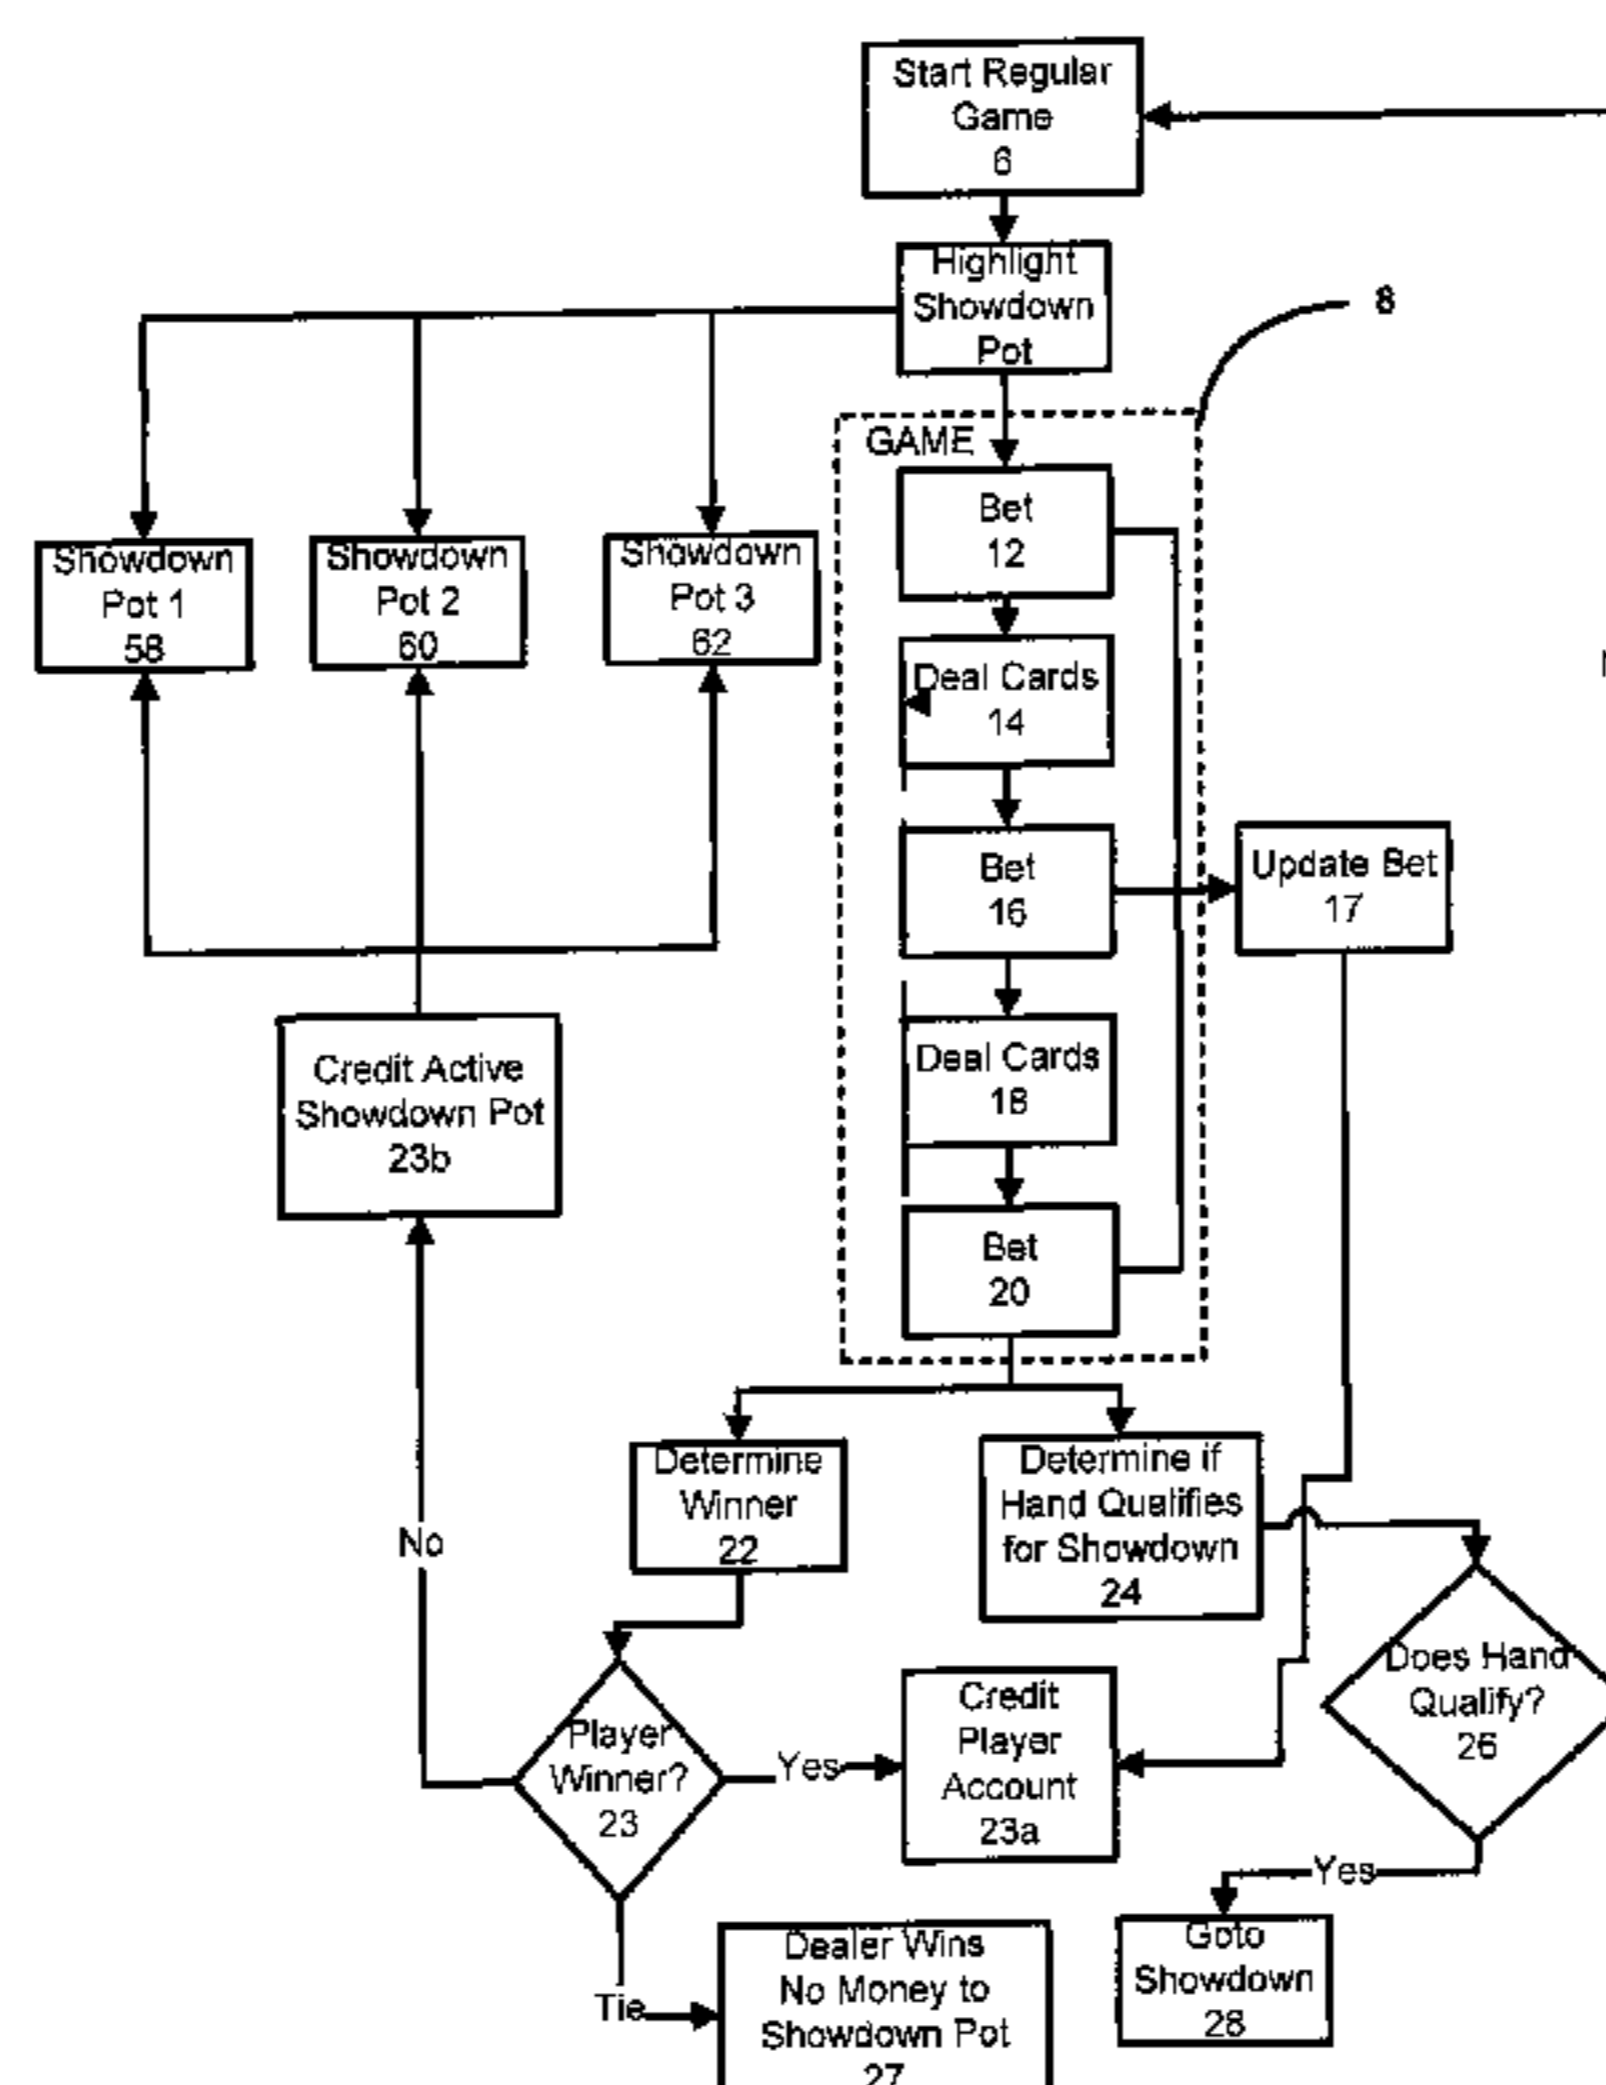 Start Regular
Game
6
Highlight
Showdown
Pot
8
GAME
Bet
12
Showdown
Pot 1
58
Showdown
Pot 2
60
Showdown
Pot 3
62
Deal Cards
14
Bet
16
Update Bet
17
Deal Cards
18
Credit Active
Showdown Pot
23b
Bet
20
Determine
Winner
22
Determine if
Hand Qualifies
for Showdown
24
No
Does Hand
Qualify?
26
Player
Winner?
23
Yes
Credit
Player
Account
23a
Yes
Goto
Showdown
28
Tie
Dealer Wins
No Money to
Showdown Pot
27